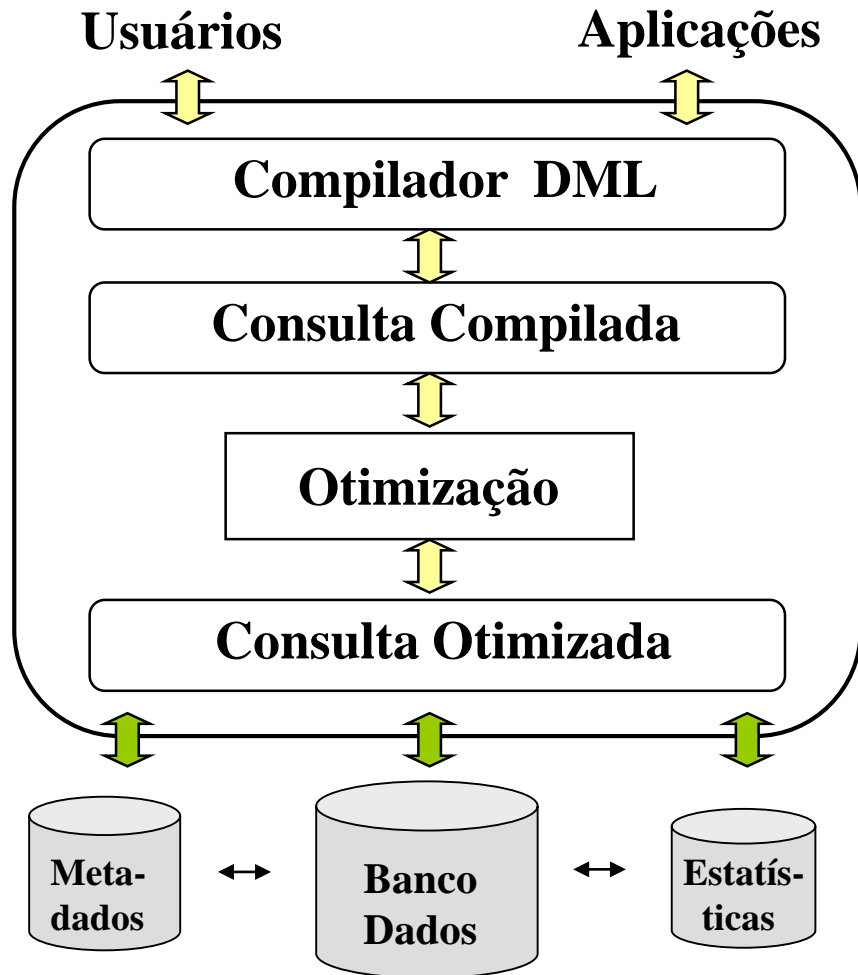 Usuários
Aplicações
Compilador DML
Consulta Compilada
Otimização
Consulta Otimizada
Meta-
dados
Banco
Dados
Estatís-
ticas